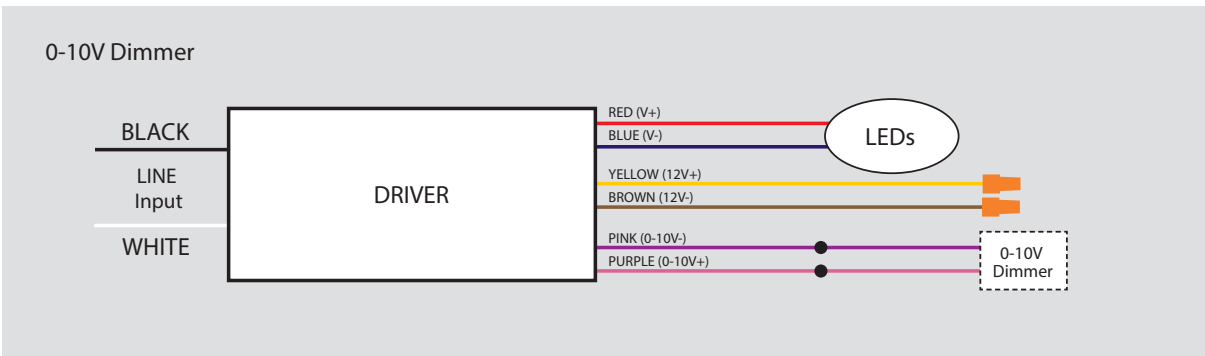 0-10V Dimmer
BLACK
LINE
Input
WHITE
DRIVER
RED (V+)
BLUE (V-)
LEDs
YELLOW (12V+)
BROWN (12V-)
PINK (0-10V-)
PURPLE (0-10V+)
0-10V
Dimmer